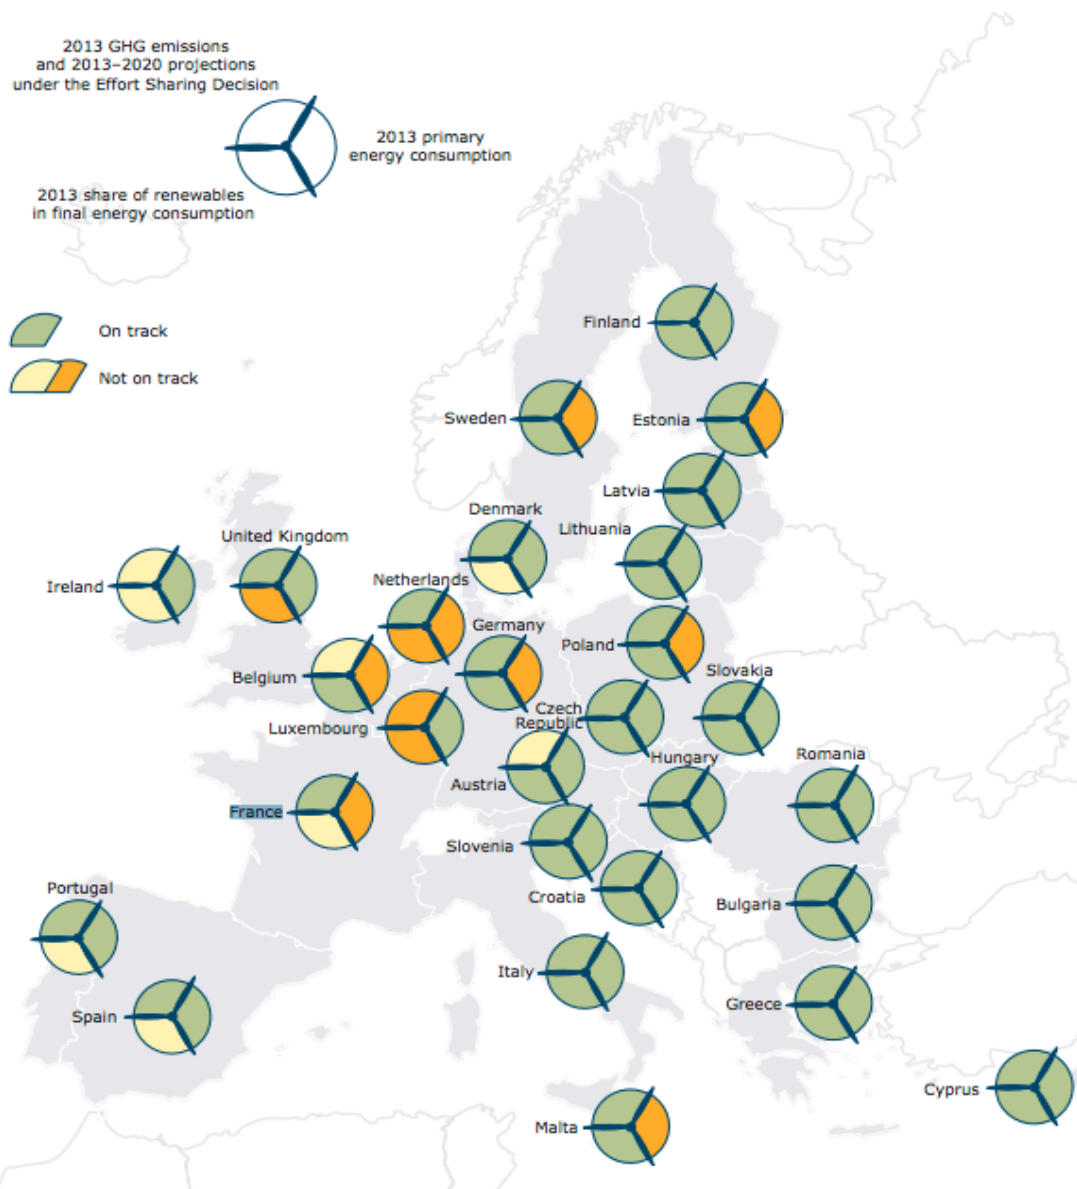 2013 GHG emissions
and 2013–2020 projections
under the Effort Sharing Decision
2013 primary
energy consumption
2013 share of renewables
in final energy consumption
On track
Not on track
Finland
Sweden
Estonia
Latvia
Denmark
Lithuania
United Kingdom
Ireland
Netherlands
Germany
Poland
Belgium
Slovakia
Luxembourg
Czech
Republic
Hungary
Romania
Austria
France
Slovenia
Portugal
Croatia
Bulgaria
Italy
Greece
Spain
Cyprus
Malta